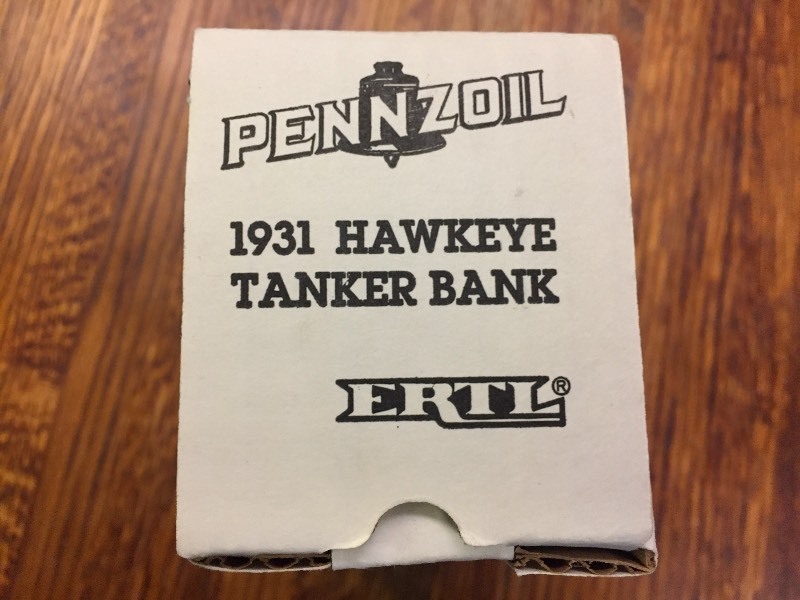 PENNZOIL
1931 HAWKEYE
TANKER BANK
ERTL®